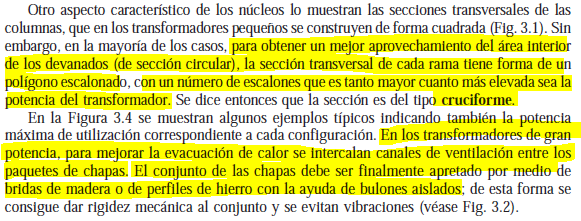 Otro aspecto característico de los núcleos lo muestran las secciones transversales de las
columnas, que en los transformadores pequeños se construyen de forma cuadrada (Fig. 3.1). Sin
embargo, en la mayoría de los casos, para obtener un mejor aprovechamiento del área interior
de los devanados (de sección circular), la sección transversal de cada rama tiene forma de un
polígono escalonado, con un número de escalones que es tanto mayor cuanto más elevada sea la
potencia del transformador. Se dice entonces que la sección es del tipo cruciforme.
En la Figura 3.4 se muestran algunos ejemplos típicos indicando también la potencia
máxima de utilización correspondiente a cada configuración. En los transformadores de gran
potencia, para mejorar la evacuación de calor se intercalan canales de ventilación entre los
paquetes de chapas. El conjunto de las chapas debe ser finalmente apretado por medio de
bridas de madera o de perfiles de hierro con la ayuda de bulones aislados; de esta forma se
consigue dar rigidez mecánica al conjunto y se evitan vibraciones (véase Fig. 3.2).